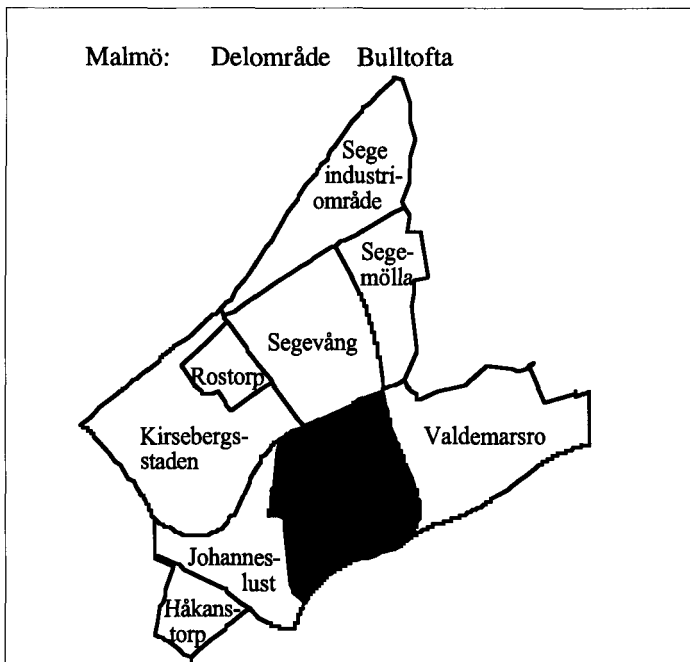 Malmö: Delområde Bulltofta
Sege
industri-
område
Sege-
mölla
Segevång
Rostorp
Kirsebergs-
staden
Valdemarsro
Johannes-
lust
Håkans-
torp